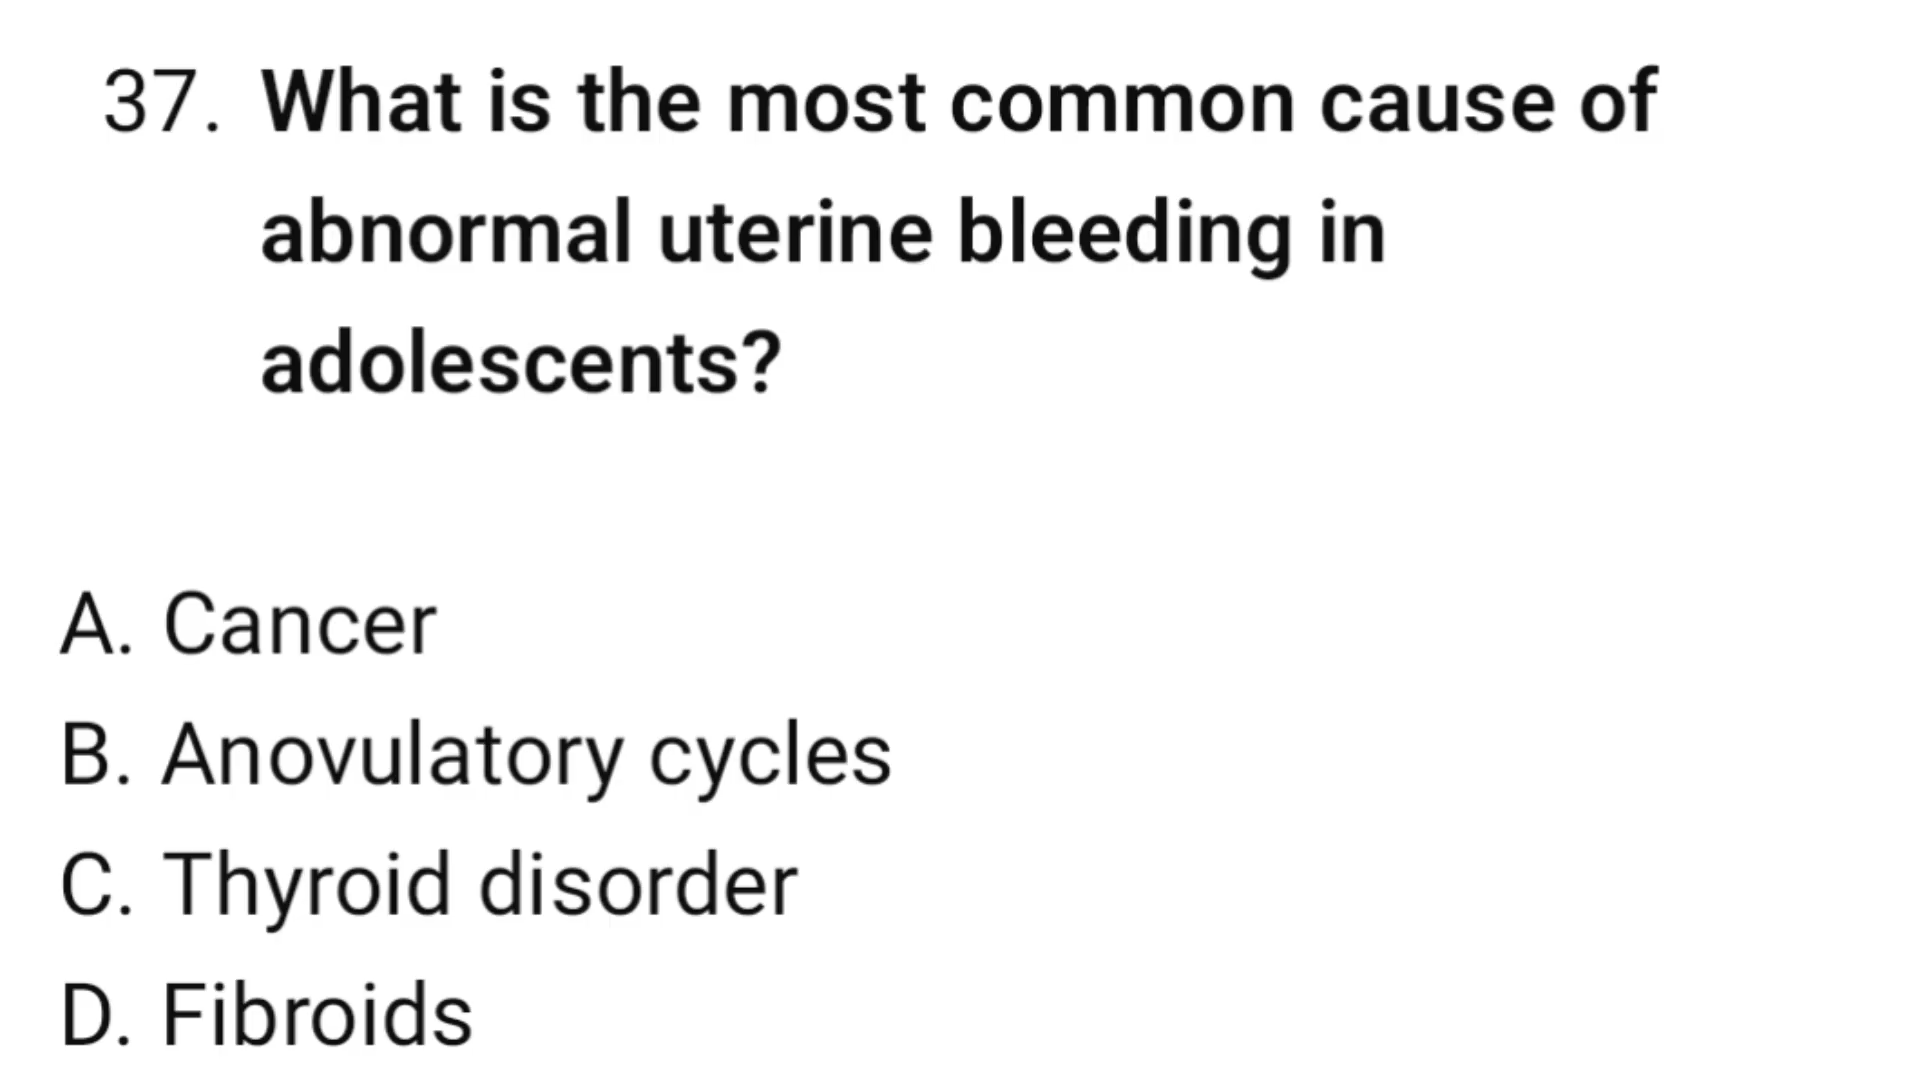 37. What is the most common cause of
abnormal uterine bleeding in
adolescents?
A. Cancer
B. Anovulatory cycles
C. Thyroid disorder
D. Fibroids